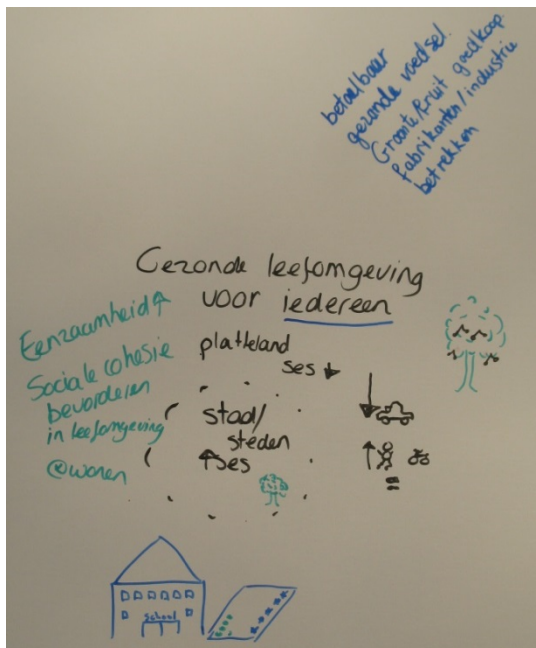 betaalbaar
gezonde voedsel.
Groente/fruit goedkoop
fabrikanten/industrie
betrekken
Gezonde leefomgeving
voor iedereen
Eenzaamheid↑
Sociale cohesie
bevorderen
in leefomgeving
@wonen
platteland
ses ↓
stad/
steden
↑ses
school